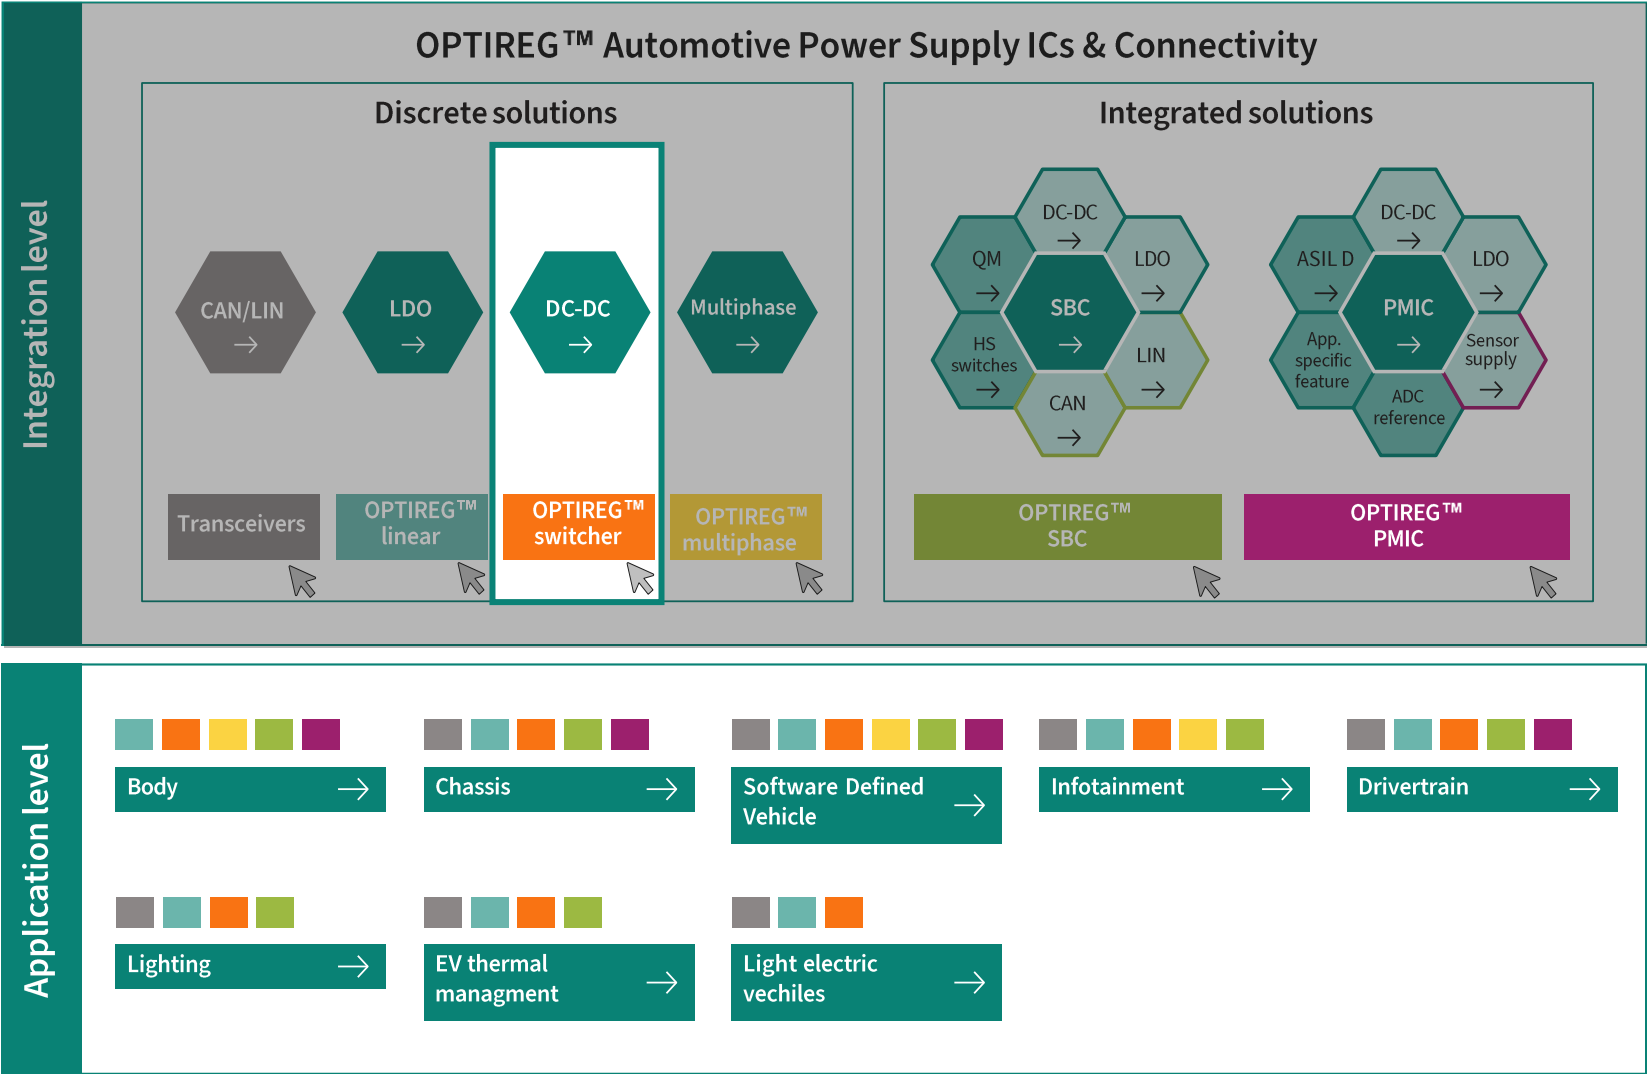 OPTIREG™ Automotive Power Supply ICs & Connectivity
Integration level
Discrete solutions
CAN/LIN
LDO
DC-DC
Multiphase
Transceivers
OPTIREG™
linear
OPTIREG™
switcher
OPTIREG™
multiphase
Integrated solutions
DC-DC
QM
LDO
SBC
HS
switches
LIN
CAN
OPTIREG™
SBC
DC-DC
ASIL D
LDO
PMIC
App.
specific
feature
Sensor
supply
ADC
reference
OPTIREG™
PMIC
Application level
Body
Chassis
Software Defined
Vehicle
Infotainment
Drivertrain
Lighting
EV thermal
managment
Light electric
vechiles